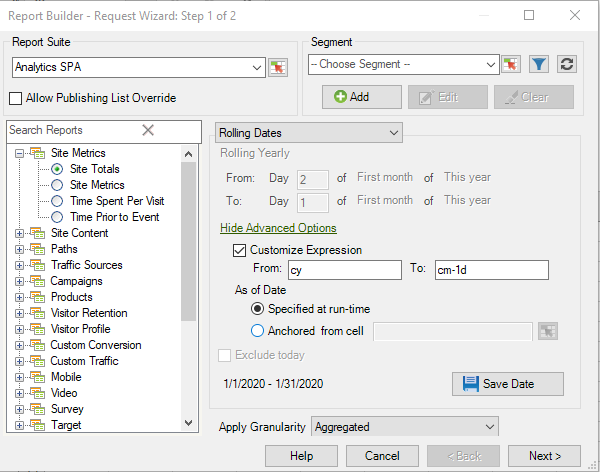 Report Builder - Request Wizard: Step 1 of 2
Report Suite
Analytics SPA
Allow Publishing List Override
Segment
-- Choose Segment --
Add
Edit
Clear
Search Reports
Site Metrics
Site Totals
Site Metrics
Time Spent Per Visit
Time Prior to Event
Site Content
Paths
Traffic Sources
Campaigns
Products
Visitor Retention
Visitor Profile
Custom Conversion
Custom Traffic
Mobile
Video
Survey
Target
Rolling Dates
Rolling Yearly
From: Day 2 of First month of This year
To: Day 1 of First month of This year
Hide Advanced Options
Customize Expression
From: cy To: cm-1d
As of Date
Specified at run-time
Anchored from cell
Exclude today
1/1/2020 - 1/31/2020
Save Date
Apply Granularity Aggregated
Help
Cancel
< Back
Next >